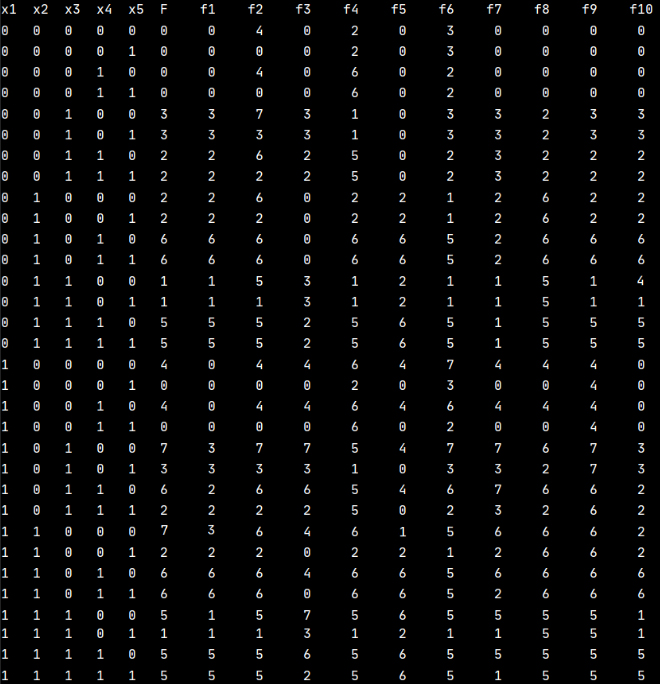 x1 x2 x3 x4 x5 F f1 f2 f3 f4 f5 f6 f7 f8 f9 f10
0 0 0 0 0 0 0 4 0 2 0 3 0 0 0 0
0 0 0 0 1 0 0 0 0 2 0 3 0 0 0 0
0 0 0 1 0 0 0 4 0 6 0 2 0 0 0 0
0 0 0 1 1 0 0 0 0 6 0 2 0 0 0 0
0 0 1 0 0 3 3 7 3 1 0 3 3 2 3 3
0 0 1 0 1 3 3 3 3 1 0 3 3 2 3 3
0 0 1 1 0 2 2 6 2 5 0 2 3 2 2 2
0 0 1 1 1 2 2 2 2 5 0 2 3 2 2 2
0 1 0 0 0 2 2 6 0 2 2 1 2 6 2 2
0 1 0 0 1 2 2 2 0 2 2 1 2 6 2 2
0 1 0 1 0 6 6 6 0 6 6 5 2 6 6 6
0 1 0 1 1 6 6 6 0 6 6 5 2 6 6 6
0 1 1 0 0 1 1 5 3 1 2 1 1 5 1 4
0 1 1 0 1 1 1 1 3 1 2 1 1 5 1 1
0 1 1 1 0 5 5 5 2 5 6 5 1 5 5 5
0 1 1 1 1 5 5 5 2 5 6 5 1 5 5 5
1 0 0 0 0 4 0 4 4 6 4 7 4 4 4 0
1 0 0 0 1 0 0 0 0 2 0 3 0 0 4 0
1 0 0 1 0 4 0 4 4 6 4 6 4 4 4 0
1 0 0 1 1 0 0 0 0 6 0 2 0 0 4 0
1 0 1 0 0 7 3 7 7 5 4 7 7 6 7 3
1 0 1 0 1 3 3 3 3 1 0 3 3 2 7 3
1 0 1 1 0 6 2 6 6 5 4 6 7 6 6 2
1 0 1 1 1 2 2 2 2 5 0 2 3 2 6 2
1 1 0 0 0 7 3 6 4 6 1 5 6 6 6 2
1 1 0 0 1 2 2 2 0 2 2 1 2 6 6 2
1 1 0 1 0 6 6 6 4 6 6 5 6 6 6 6
1 1 0 1 1 6 6 6 0 6 6 5 2 6 6 6
1 1 1 0 0 5 1 5 7 5 6 5 5 5 5 1
1 1 1 0 1 1 1 1 3 1 2 1 1 5 5 1
1 1 1 1 0 5 5 5 6 5 6 5 5 5 5 5
1 1 1 1 1 5 5 5 2 5 6 5 1 5 5 5